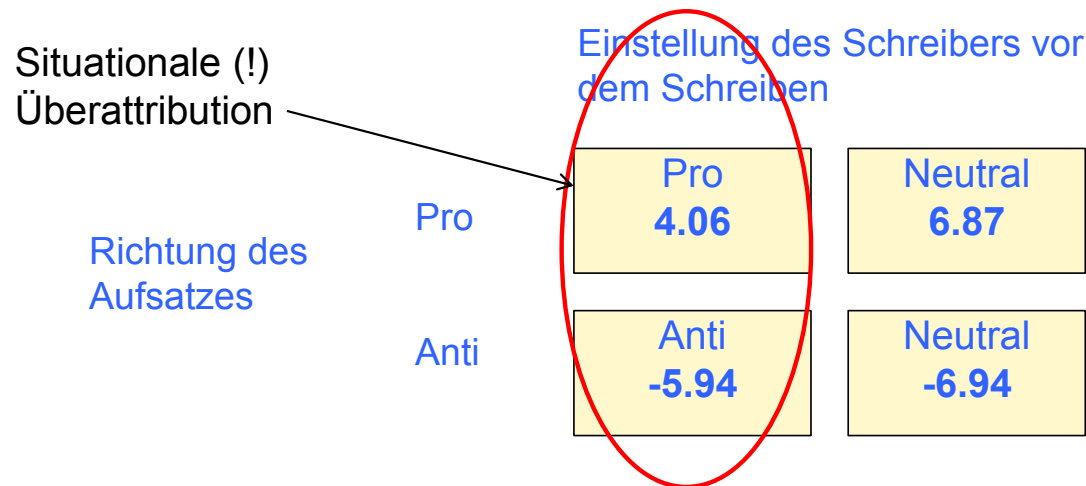 Situationale (!)
Überattribution
Einstellung des Schreibers vor
dem Schreiben
Richtung des
Aufsatzes
Pro
Pro
4.06
Neutral
6.87
Anti
Anti
-5.94
Neutral
-6.94